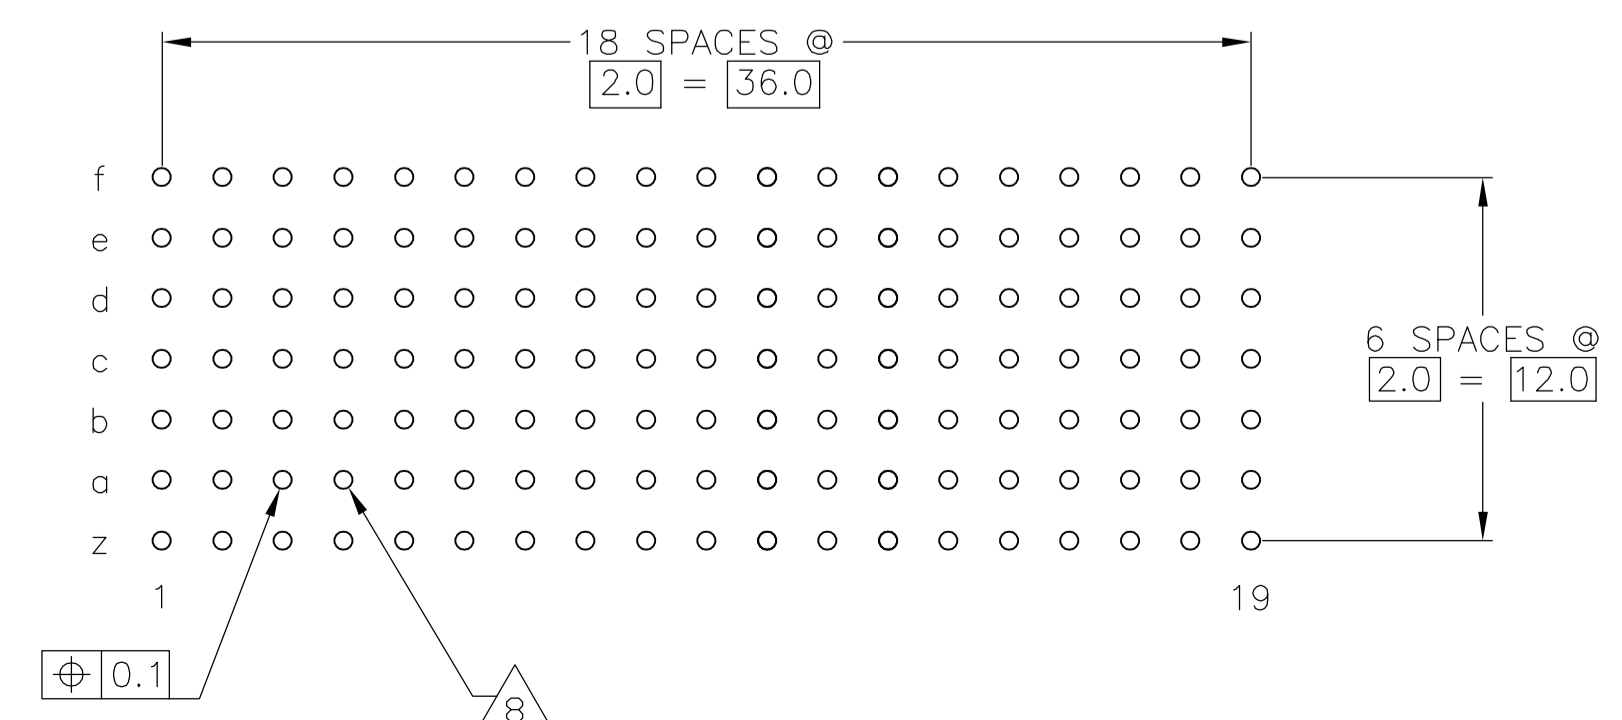 18 SPACES @
2.0 = 36.0
f
e
d
c
b
a
z
6 SPACES @
2.0 = 12.0
1
19
⌖ 0.1
8